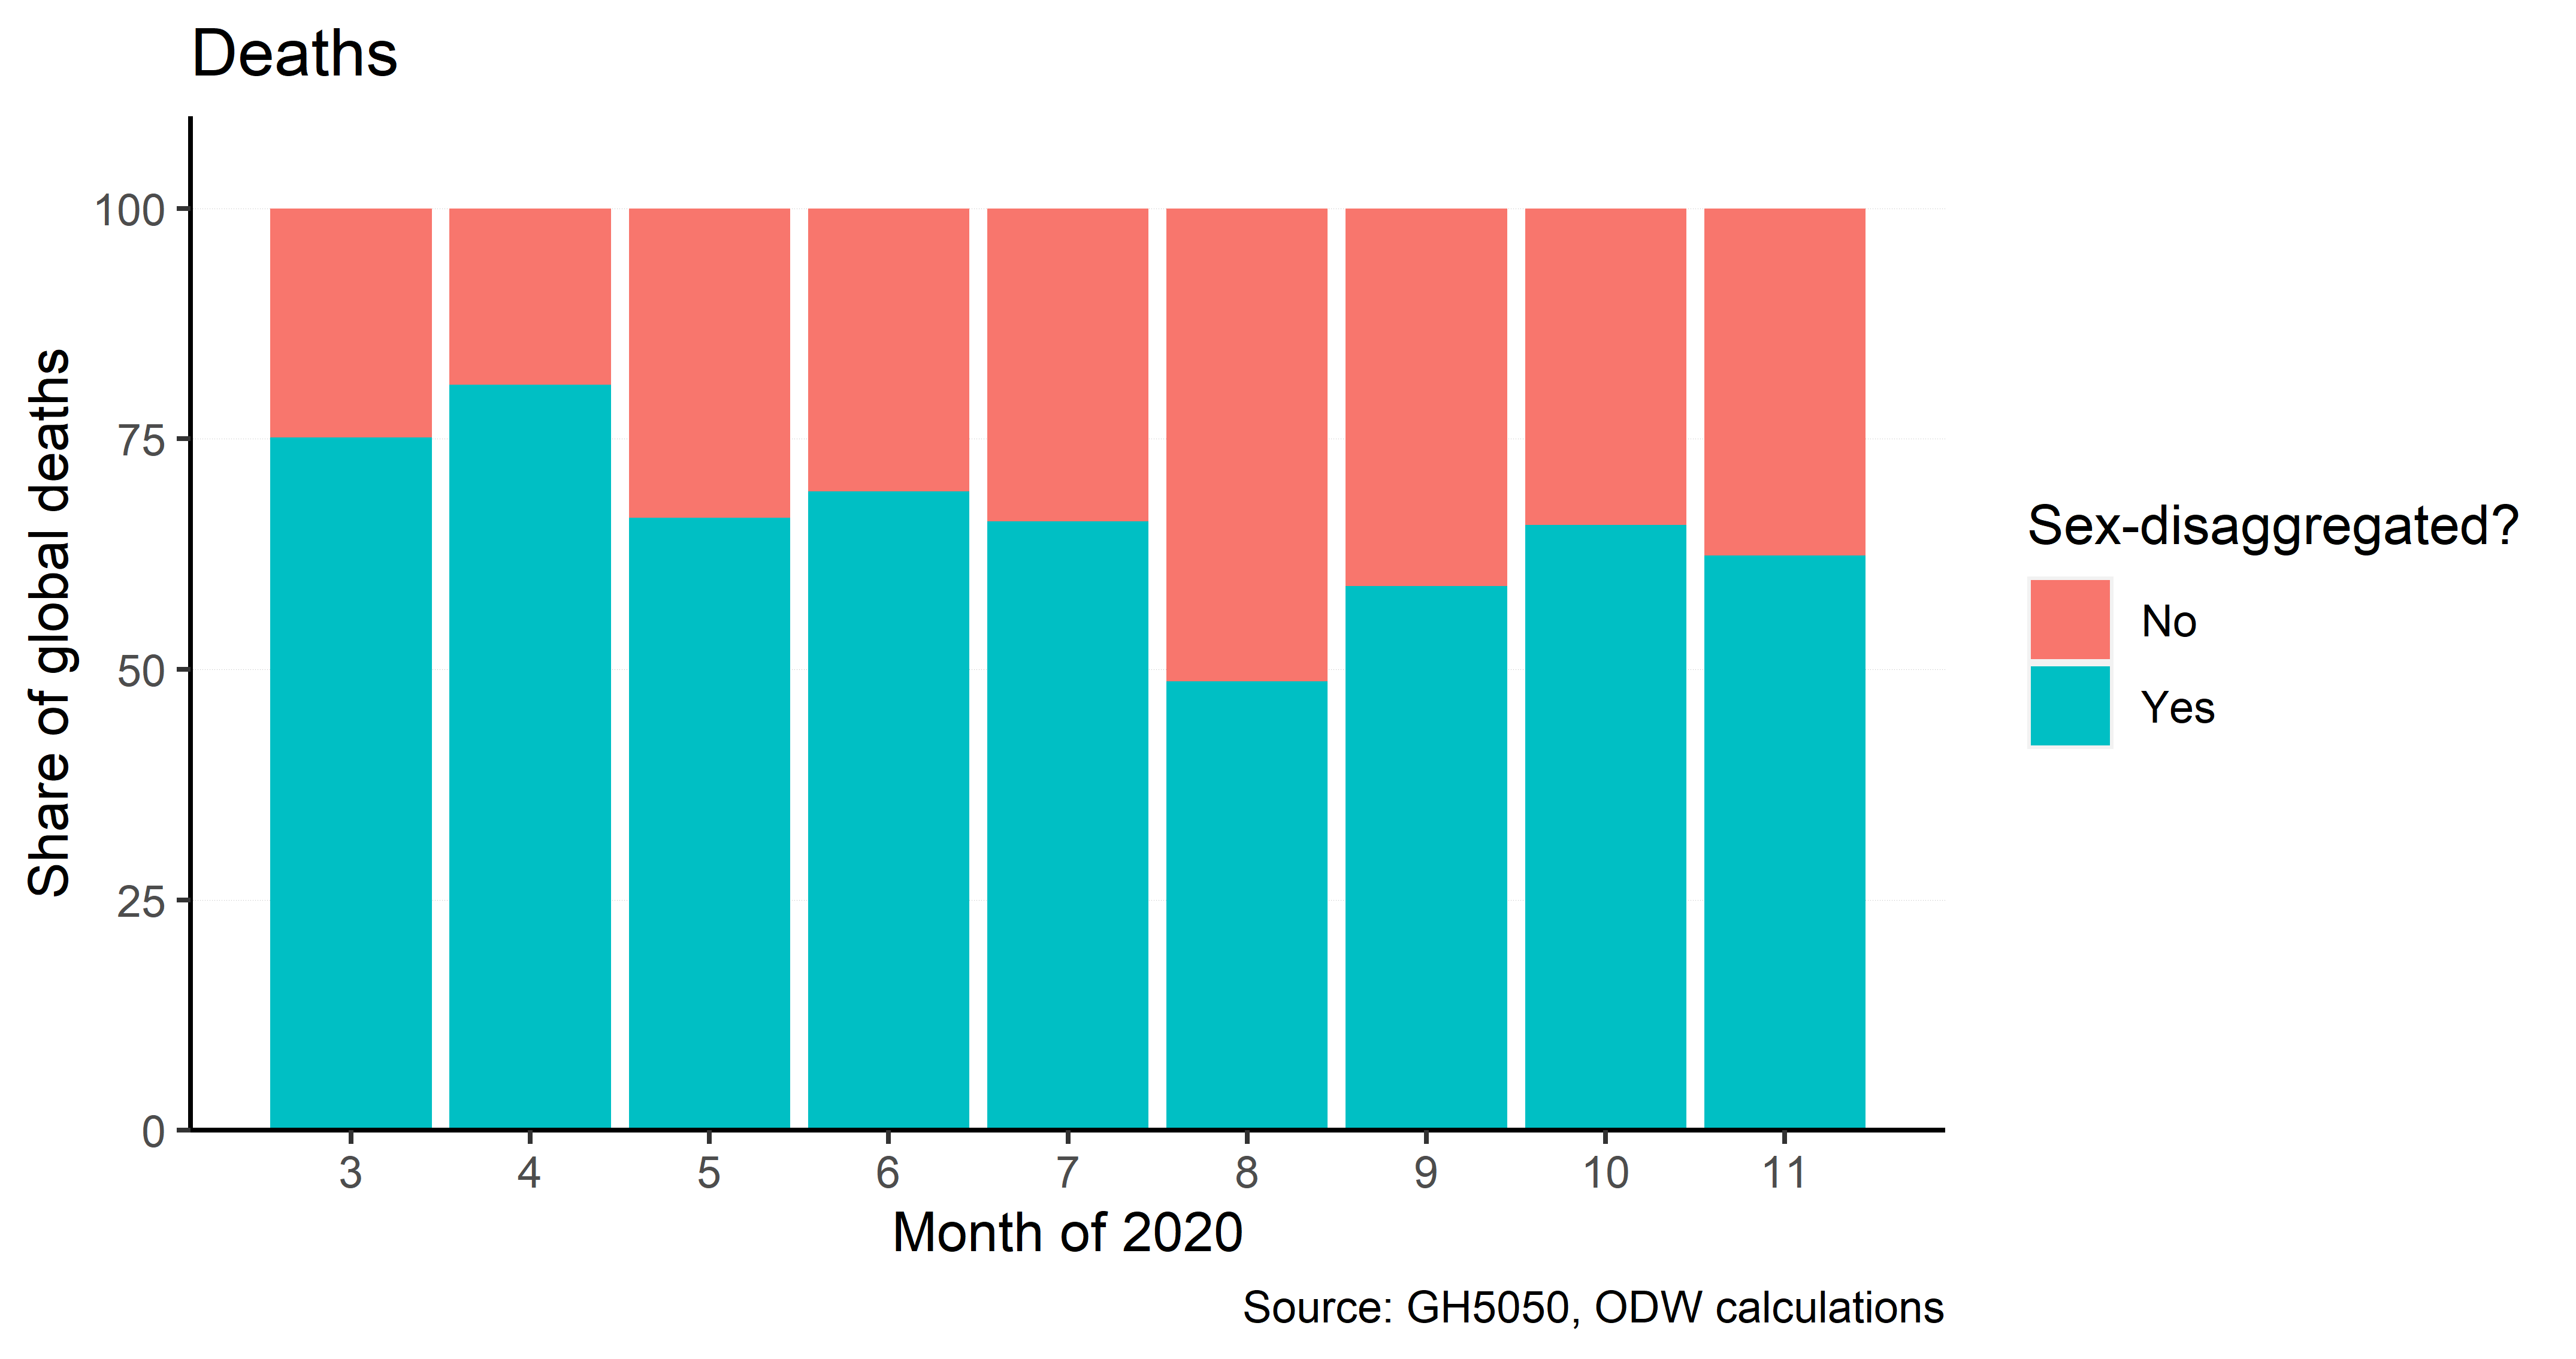 Deaths
Share of global deaths
100
75
50
25
0
3 4 5 6 7 8 9 10 11
Month of 2020
Sex-disaggregated?
No
Yes
Source: GH5050, ODW calculations